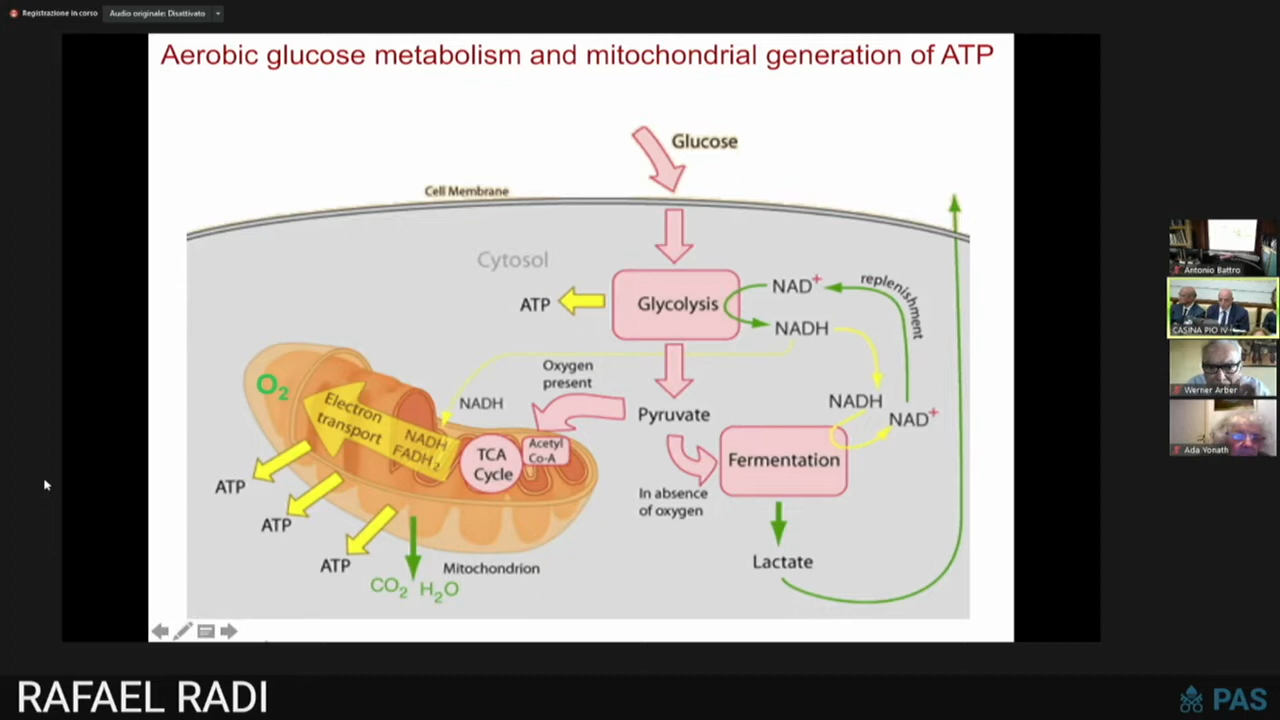 Registrazione in corso
Audio originale: Disattivato
Aerobic glucose metabolism and mitochondrial generation of ATP
Glucose
Cell Membrane
Cytosol
ATP
Glycolysis
NAD+
replenishment
NADH
Oxygen
present
O2
Electron
transport
NADH
NADH
FADH2
TCA
Cycle
Acetyl
Co-A
Pyruvate
NADH
NAD+
Fermentation
In absence
of oxygen
ATP
ATP
ATP
Mitochondrion
CO2 H2O
Lactate
Antonio Battro
CASINA PIO IV
Werner Arber
Ada Yonath
RAFAEL RADI
PAS